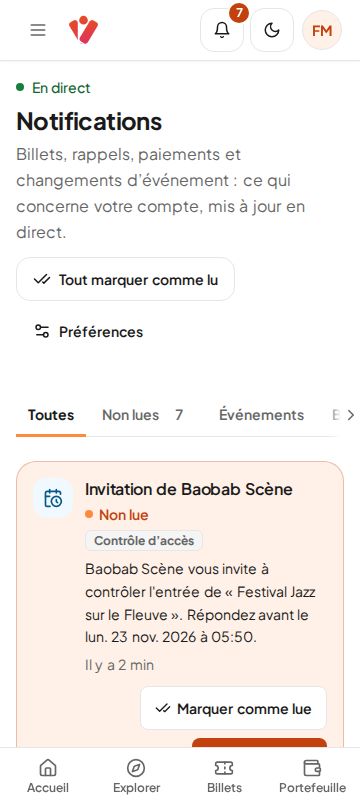 7
FM
En direct
Notifications
Billets, rappels, paiements et
changements d'événement : ce qui
concerne votre compte, mis à jour en
direct.
Tout marquer comme lu
Préférences
Toutes
Non lues 7
Événements
Invitation de Baobab Scène
Non lue
Contrôle d'accès
Baobab Scène vous invite à
contrôler l'entrée de « Festival Jazz
sur le Fleuve ». Répondez avant le
lun. 23 nov. 2026 à 05:50.
Il y a 2 min
Marquer comme lue
Accueil
Explorer
Billets
Portefeuille